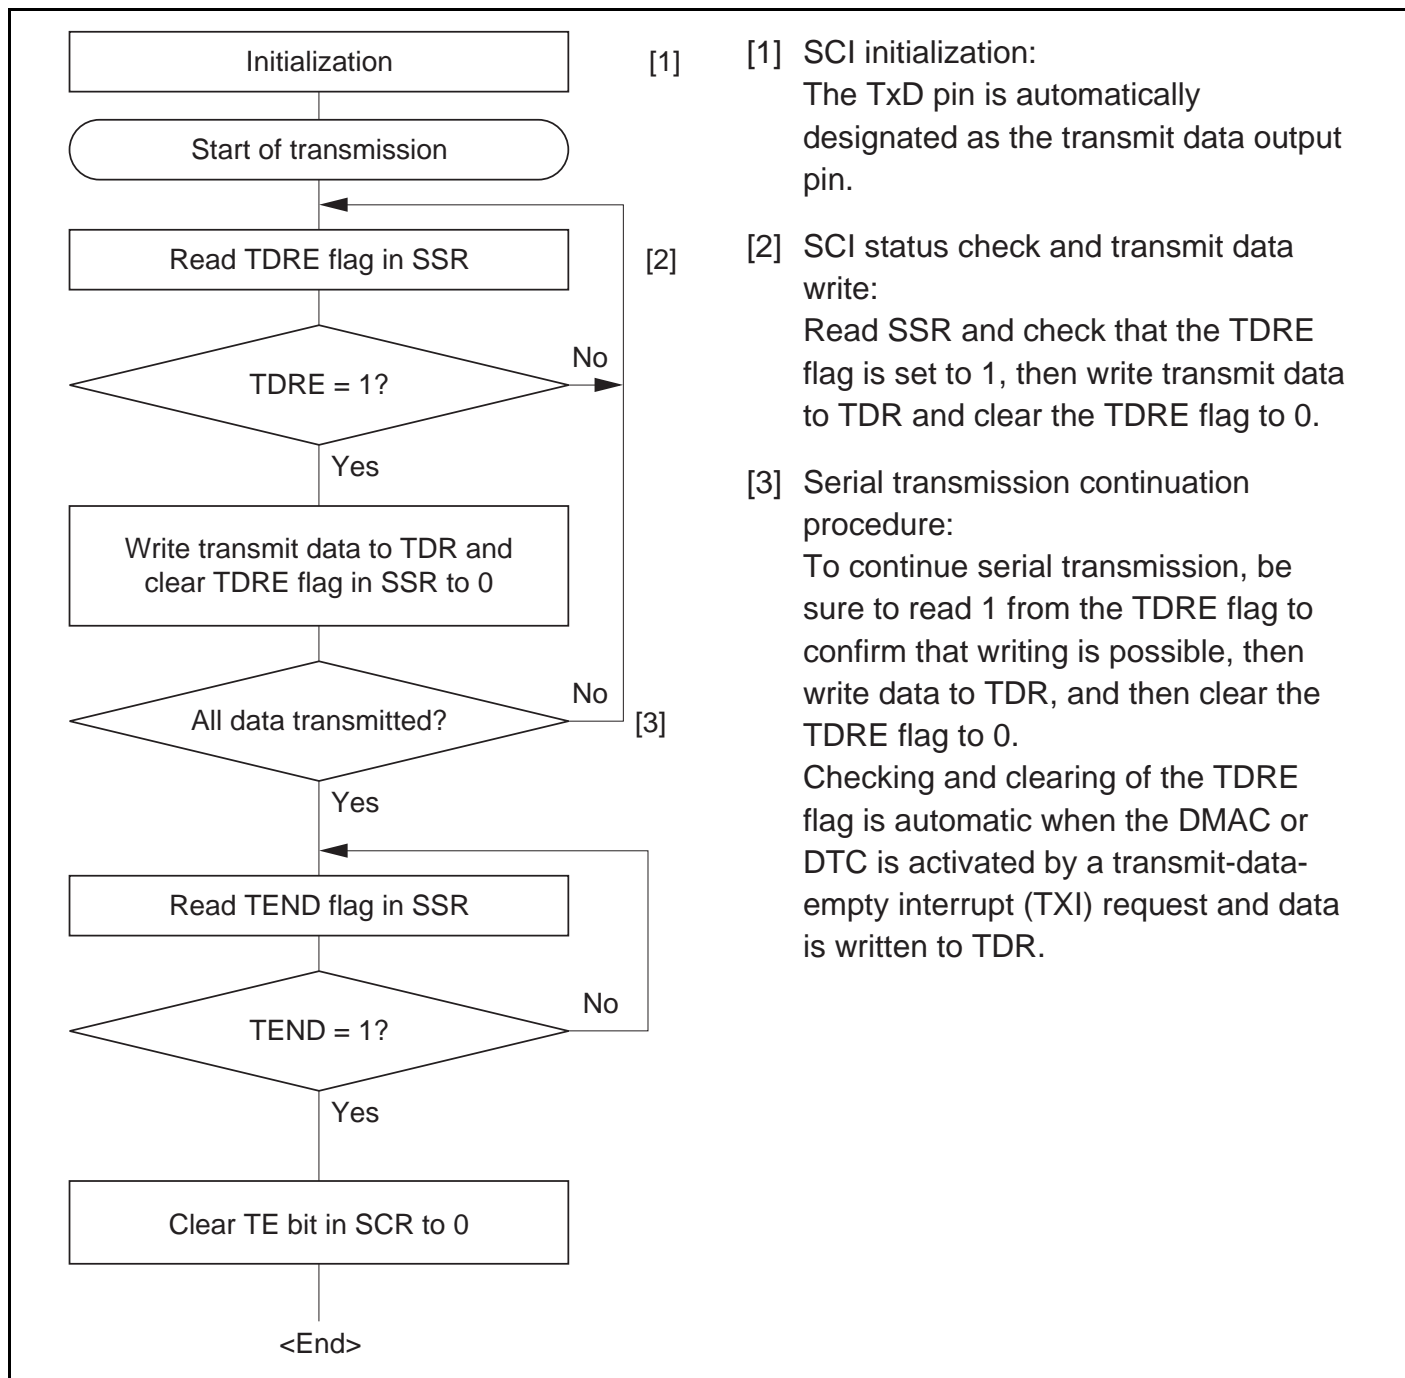 Initialization
[1]
Start of transmission
Read TDRE flag in SSR
[2]
TDRE = 1?
No
Yes
Write transmit data to TDR and
clear TDRE flag in SSR to 0
All data transmitted?
No
[3]
Yes
Read TEND flag in SSR
TEND = 1?
No
Yes
Clear TE bit in SCR to 0
<End>
[1] SCI initialization:
The TxD pin is automatically
designated as the transmit data output
pin.
[2] SCI status check and transmit data
write:
Read SSR and check that the TDRE
flag is set to 1, then write transmit data
to TDR and clear the TDRE flag to 0.
[3] Serial transmission continuation
procedure:
To continue serial transmission, be
sure to read 1 from the TDRE flag to
confirm that writing is possible, then
write data to TDR, and then clear the
TDRE flag to 0.
Checking and clearing of the TDRE
flag is automatic when the DMAC or
DTC is activated by a transmit-data-
empty interrupt (TXI) request and data
is written to TDR.